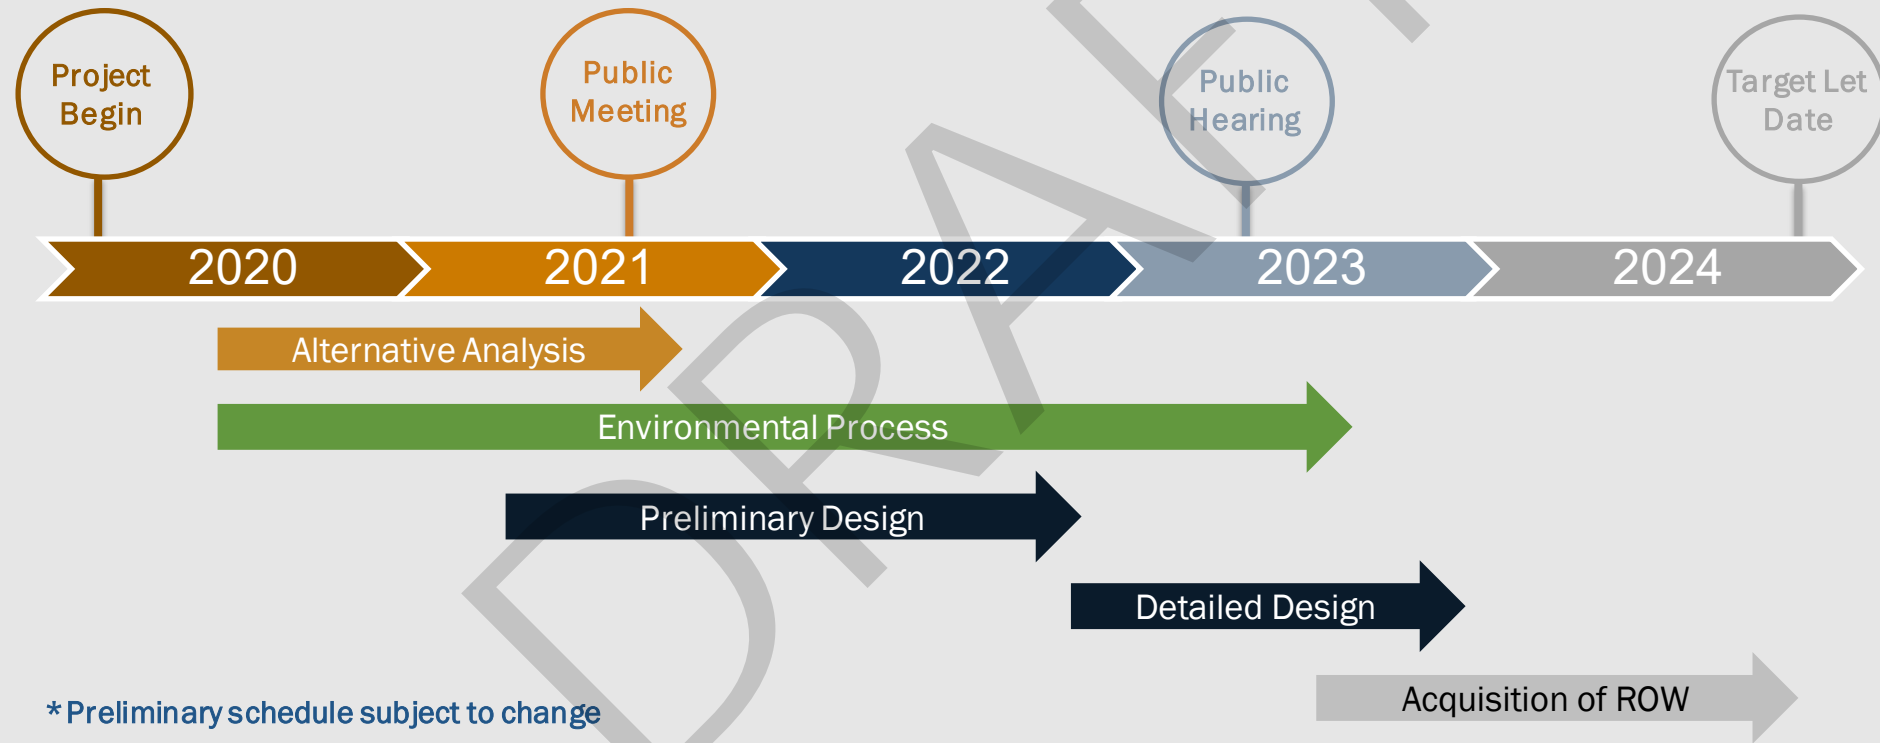 Project
Begin
Public
Meeting
Public
Hearing
Target Let
Date
2020 2021 2022 2023 2024
Alternative Analysis
Environmental Process
Preliminary Design
Detailed Design
Acquisition of ROW
*Preliminary schedule subject to change
DRAFT